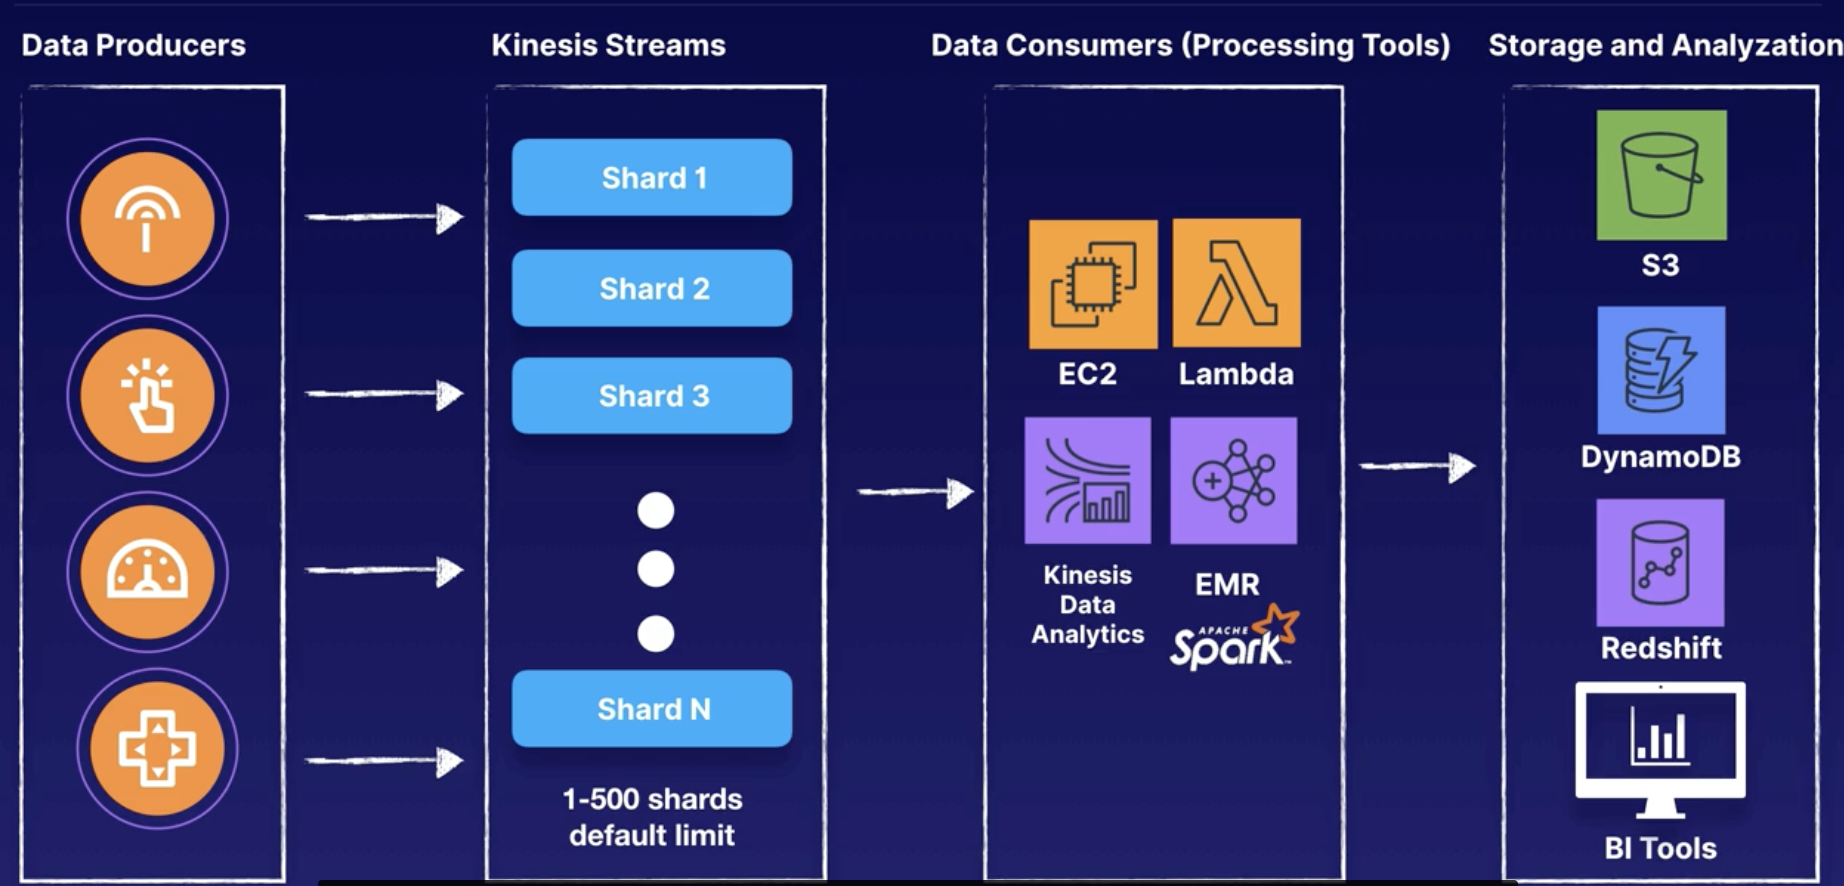 Data Producers
Kinesis Streams
Data Consumers (Processing Tools)
Storage and Analyzation
Shard 1
Shard 2
Shard 3
Shard N
1-500 shards
default limit
EC2
Lambda
Kinesis
Data
Analytics
EMR
APACHE
Spark™
S3
DynamoDB
Redshift
BI Tools